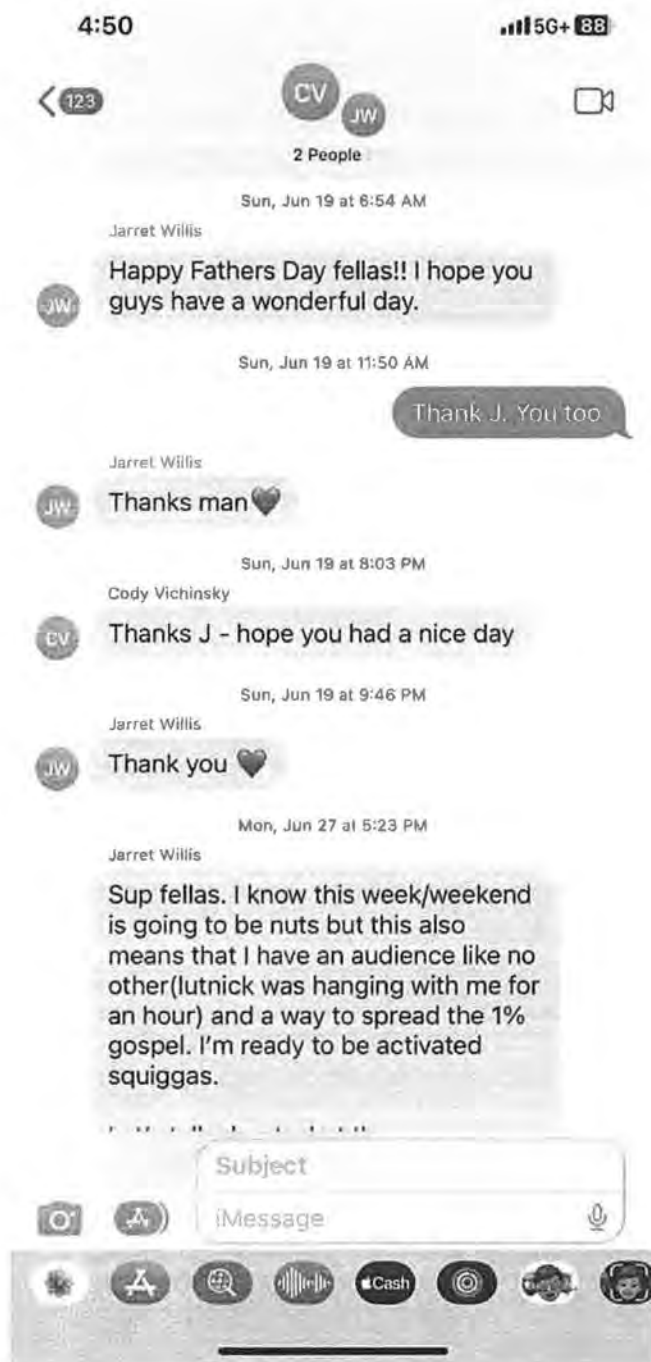 4:50
5G+ 88
123
CV
JW
2 People
Sun, Jun 19 at 6:54 AM
Jarret Willis
Happy Fathers Day fellas!! I hope you
guys have a wonderful day.
JW
Sun, Jun 19 at 11:50 AM
Thank J. You too
Jarret Willis
Thanks man🖤
JW
Sun, Jun 19 at 8:03 PM
Cody Vichinsky
Thanks J - hope you had a nice day
CV
Sun, Jun 19 at 9:46 PM
Jarret Willis
Thank you 🖤
JW
Mon, Jun 27 at 5:23 PM
Jarret Willis
Sup fellas. I know this week/weekend
is going to be nuts but this also
means that I have an audience like no
other(lutnick was hanging with me for
an hour) and a way to spread the 1%
gospel. I'm ready to be activated
squiggas.
Subject
iMessage
Cash